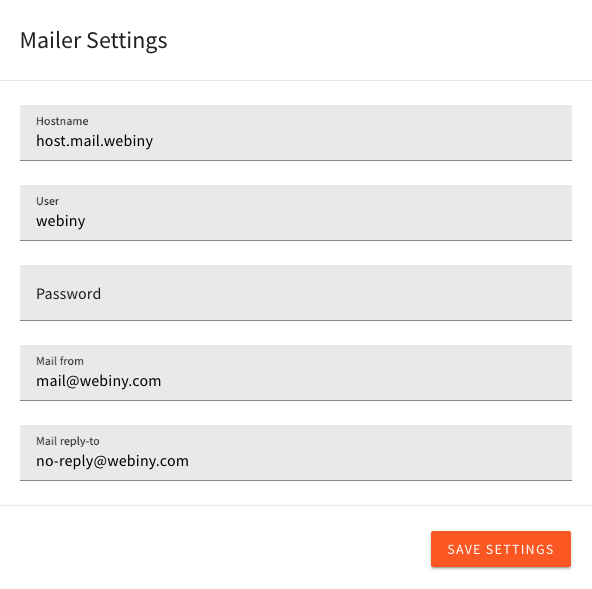 Mailer Settings
Hostname
host.mail.webiny
User
webiny
Password
Mail from
mail@webiny.com
Mail reply-to
no-reply@webiny.com
SAVE SETTINGS